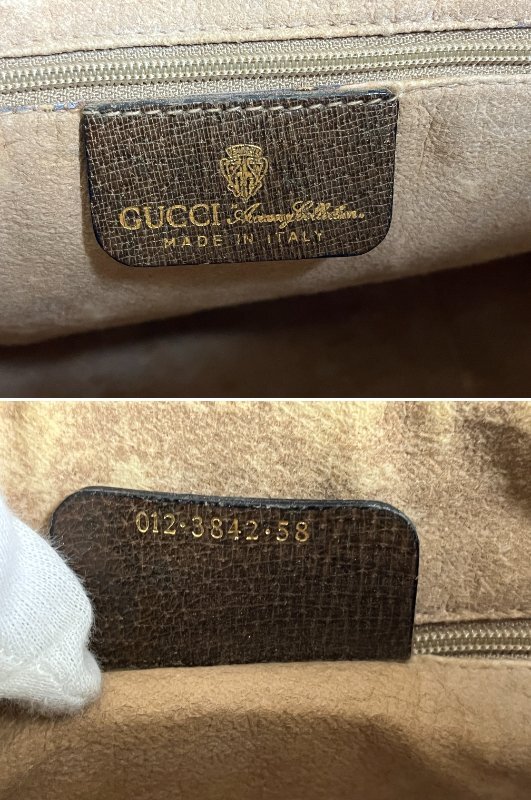 GUCCI "Accessory Collection"
MADE IN ITALY
012·3842·58